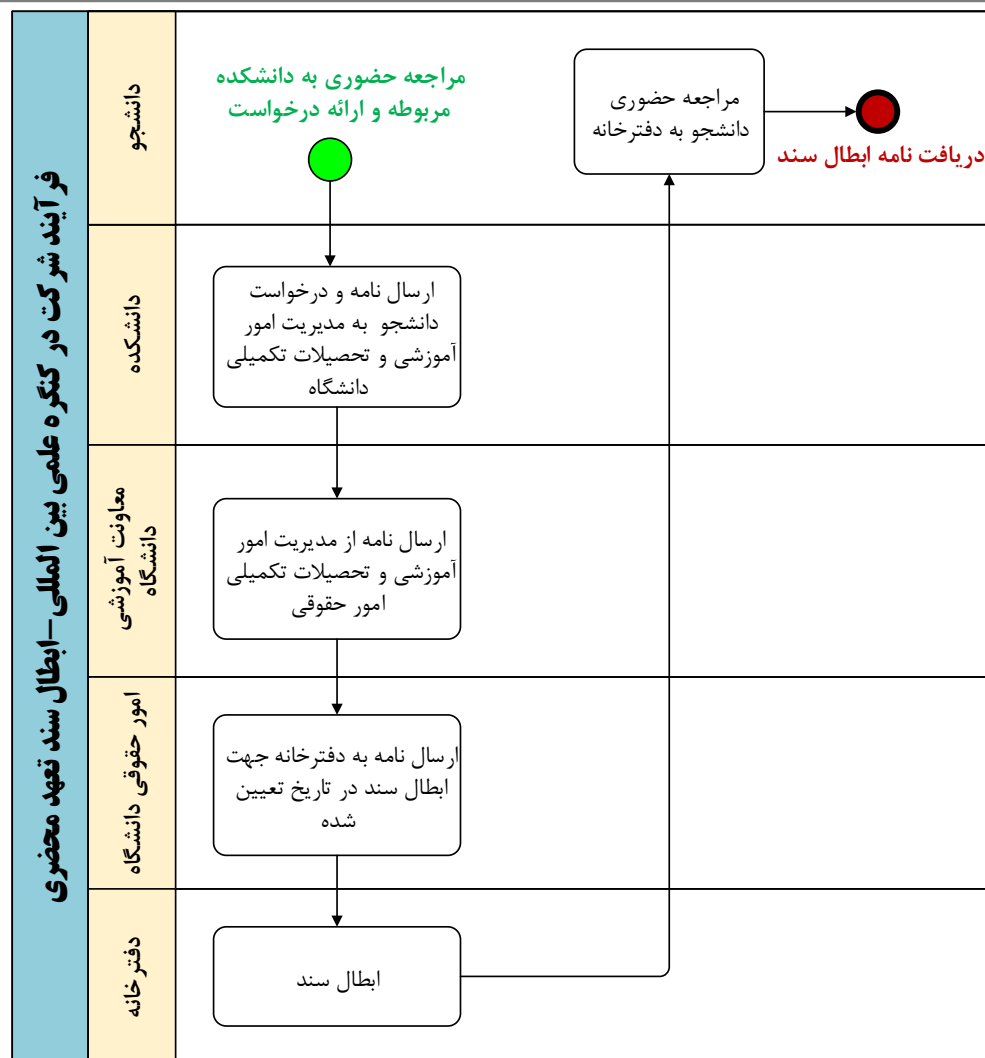 فرآیند شرکت در کنگره علمی بین المللی-ابطال سند تعهد محضری
دانشجو
مراجعه حضوری به دانشکده
مربوطه و ارائه درخواست
مراجعه حضوری
دانشجو به دفترخانه
دریافت نامه ابطال سند
دانشکده
ارسال نامه و درخواست
دانشجو به مدیریت امور
آموزشی و تحصیلات تکمیلی
دانشگاه
معاونت آموزشی
دانشگاه
ارسال نامه از مدیریت امور
آموزشی و تحصیلات تکمیلی
امور حقوقی
امور حقوقی دانشگاه
ارسال نامه به دفترخانه جهت
ابطال سند در تاریخ تعیین
شده
دفترخانه
ابطال سند